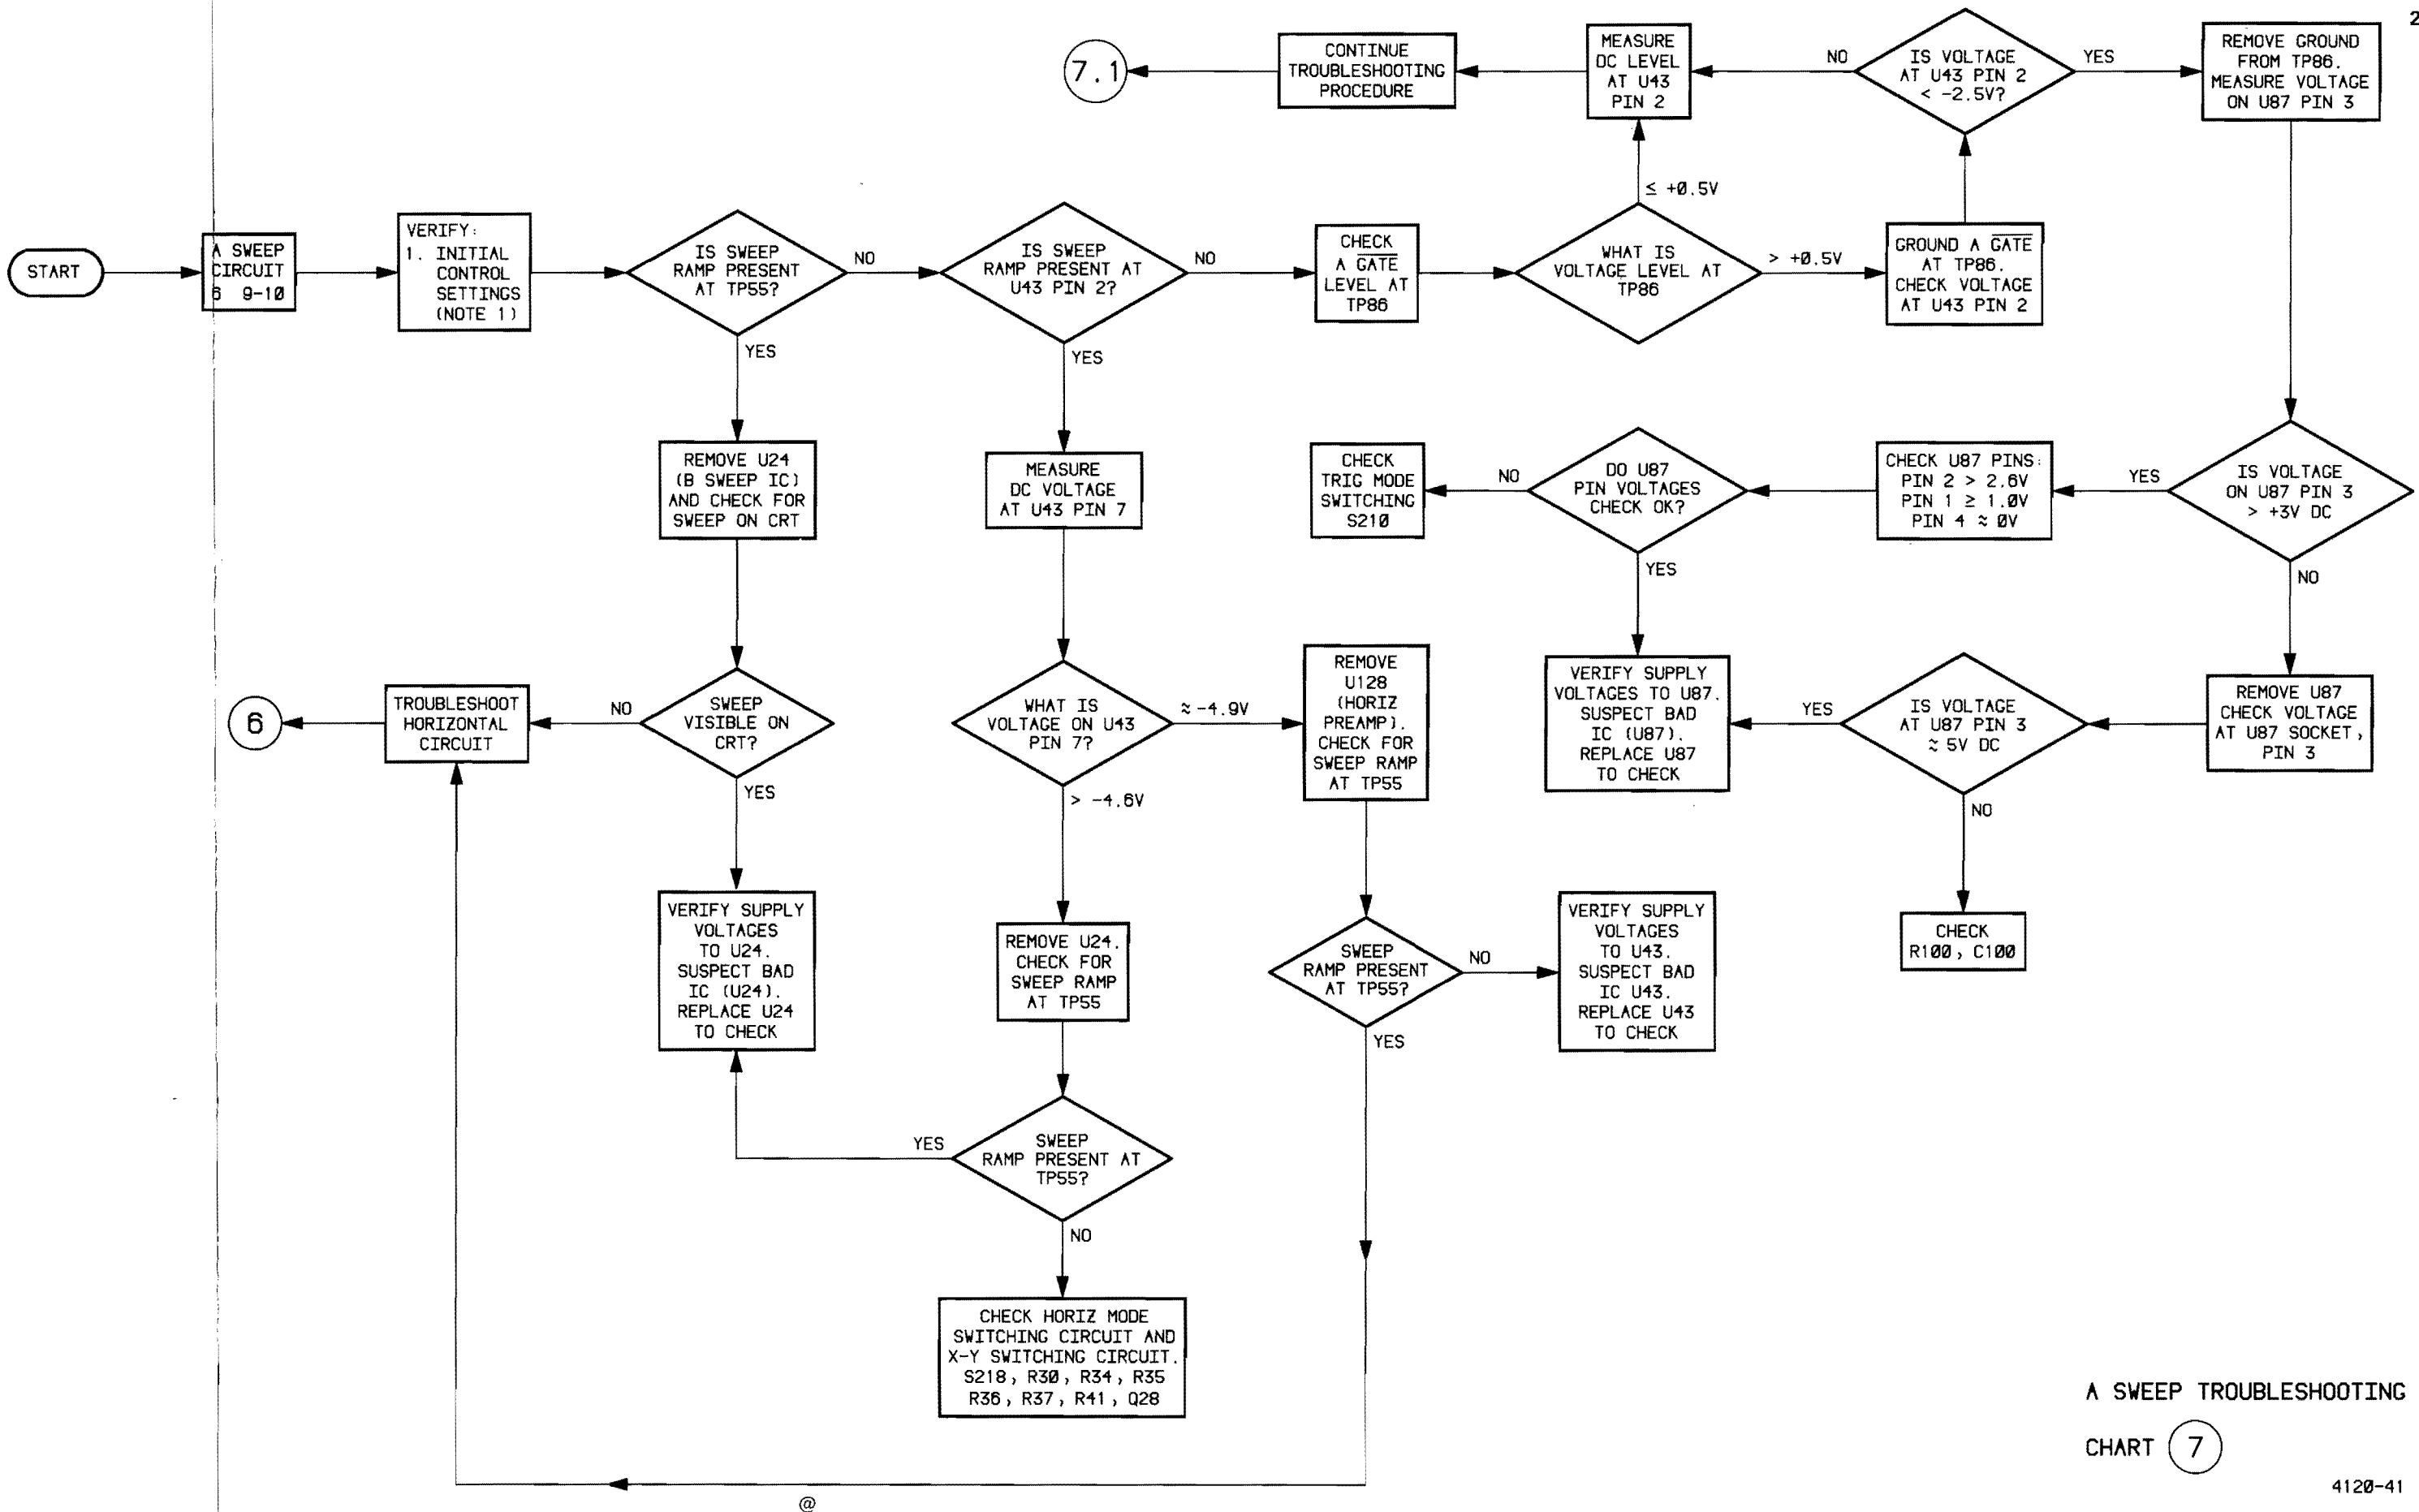 2
7.1
CONTINUE
TROUBLESHOOTING
PROCEDURE
MEASURE
DC LEVEL
AT U43
PIN 2
NO
IS VOLTAGE
AT U43 PIN 2
< -2.5V?
YES
REMOVE GROUND
FROM TP86.
MEASURE VOLTAGE
ON U87 PIN 3
≤ +0.5V
START
A SWEEP
CIRCUIT
6 9-10
VERIFY:
1. INITIAL
CONTROL
SETTINGS
(NOTE 1)
IS SWEEP
RAMP PRESENT
AT TP55?
NO
IS SWEEP
RAMP PRESENT AT
U43 PIN 2?
NO
CHECK
A GATE
LEVEL AT
TP86
WHAT IS
VOLTAGE LEVEL AT
TP86
> +0.5V
GROUND A GATE
AT TP86.
CHECK VOLTAGE
AT U43 PIN 2
YES
YES
REMOVE U24
(B SWEEP IC)
AND CHECK FOR
SWEEP ON CRT
MEASURE
DC VOLTAGE
AT U43 PIN 7
CHECK
TRIG MODE
SWITCHING
S210
NO
DO U87
PIN VOLTAGES
CHECK OK?
CHECK U87 PINS:
PIN 2 > 2.6V
PIN 1 ≥ 1.0V
PIN 4 ≈ 0V
YES
IS VOLTAGE
ON U87 PIN 3
> +3V DC
YES
NO
6
TROUBLESHOOT
HORIZONTAL
CIRCUIT
NO
SWEEP
VISIBLE ON
CRT?
WHAT IS
VOLTAGE ON U43
PIN 7?
≈ -4.9V
REMOVE
U128
(HORIZ
PREAMP).
CHECK FOR
SWEEP RAMP
AT TP55
VERIFY SUPPLY
VOLTAGES TO U87.
SUSPECT BAD
IC (U87).
REPLACE U87
TO CHECK
YES
IS VOLTAGE
AT U87 PIN 3
≈ 5V DC
REMOVE U87
CHECK VOLTAGE
AT U87 SOCKET,
PIN 3
YES
> -4.6V
NO
VERIFY SUPPLY
VOLTAGES
TO U24.
SUSPECT BAD
IC (U24).
REPLACE U24
TO CHECK
REMOVE U24.
CHECK FOR
SWEEP RAMP
AT TP55
SWEEP
RAMP PRESENT
AT TP55?
NO
VERIFY SUPPLY
VOLTAGES
TO U43.
SUSPECT BAD
IC U43.
REPLACE U43
TO CHECK
CHECK
R100, C100
YES
YES
SWEEP
RAMP PRESENT AT
TP55?
NO
CHECK HORIZ MODE
SWITCHING CIRCUIT AND
X-Y SWITCHING CIRCUIT.
S218, R30, R34, R35
R36, R37, R41, Q28
A SWEEP TROUBLESHOOTING
CHART 7
4120-41
@